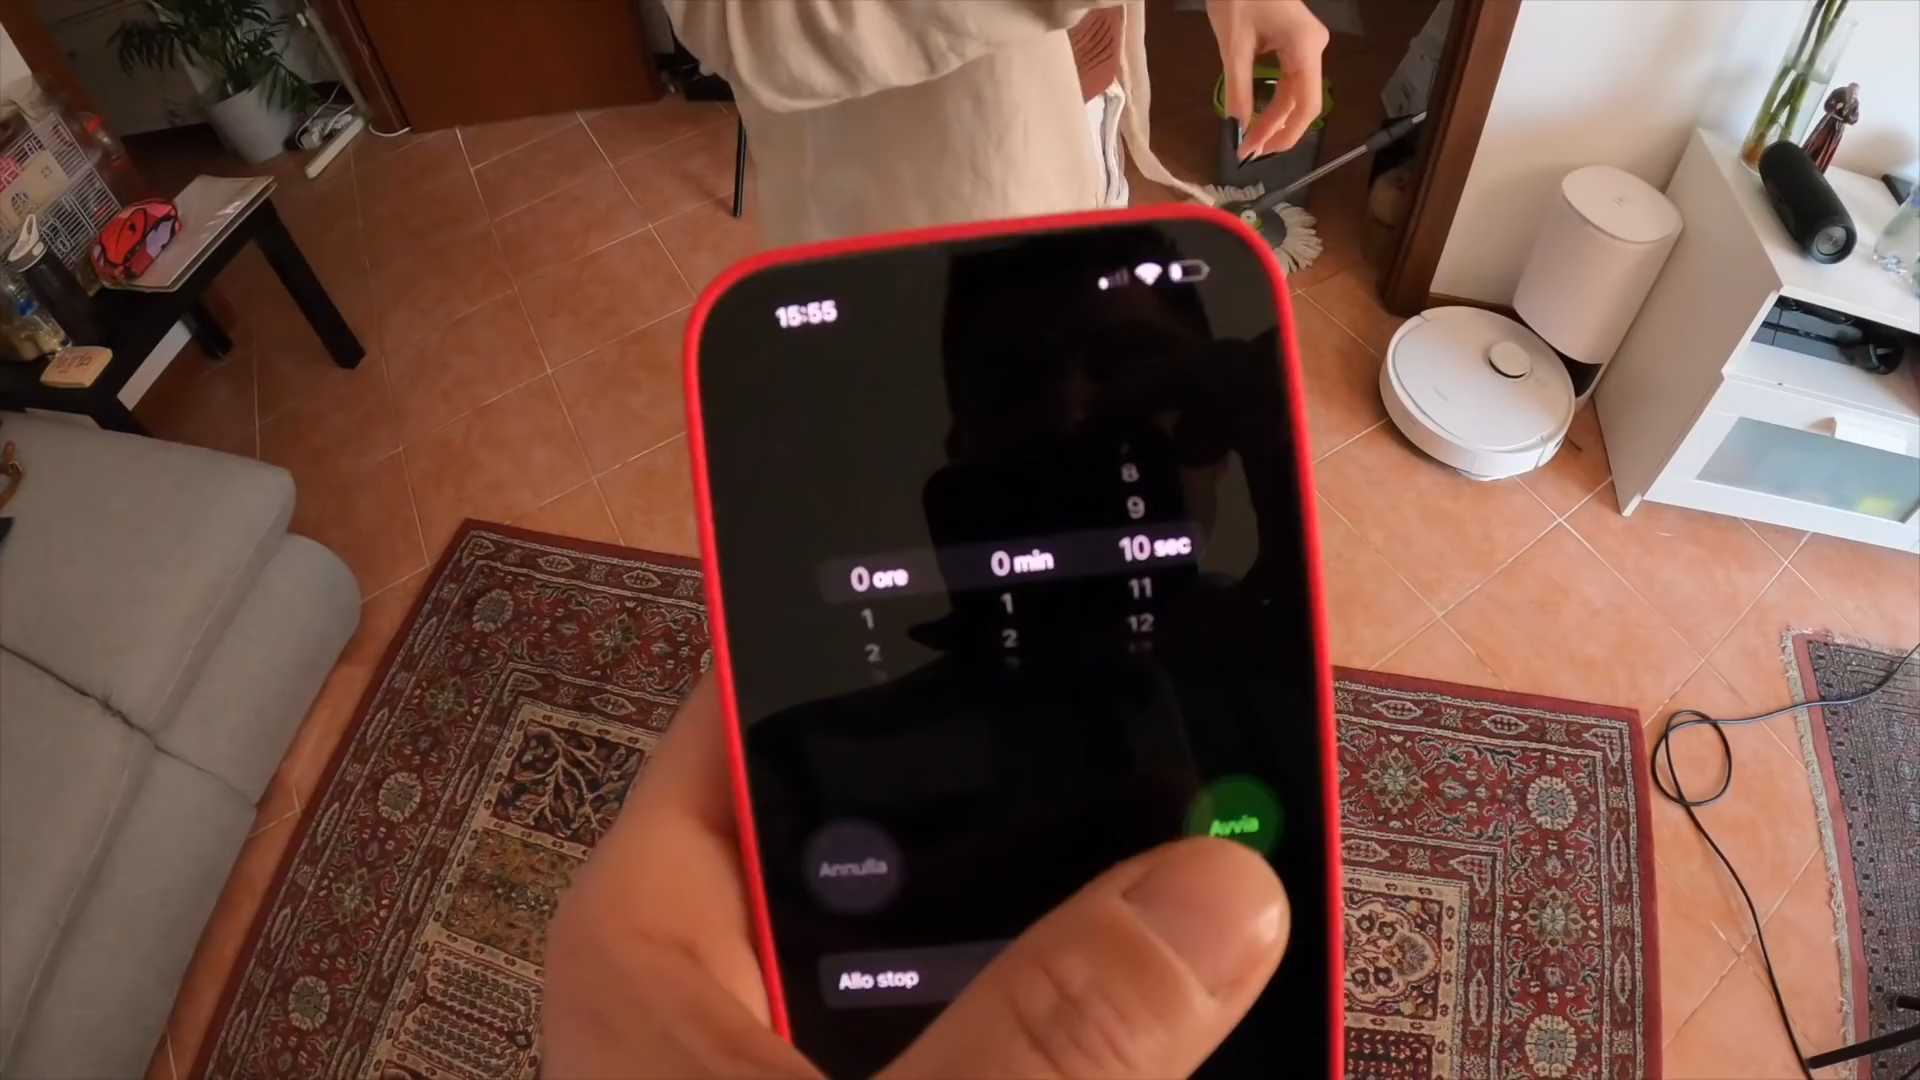 15:55
8
9
0 ore 0 min 10 sec
1 1 11
2 2 12
Annulla Avvia
Allo stop